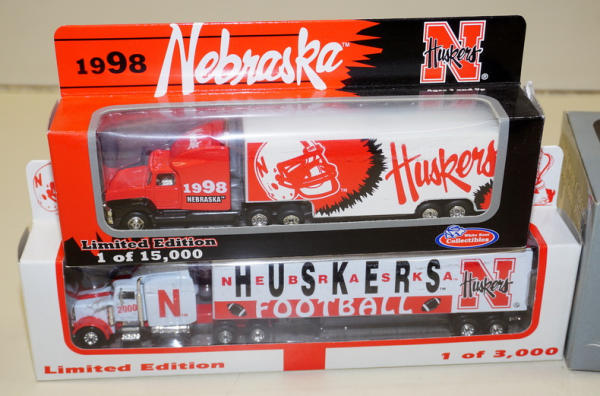 1998 Nebraska™
N
Huskers
®
1998
NEBRASKA
N
Huskers
Limited Edition
1 of 15,000
White Rose
Collectibles
2000
N
HUSKERS
NEBRASKA
FOOTBALL
N
Huskers
Limited Edition
1 of 3,000